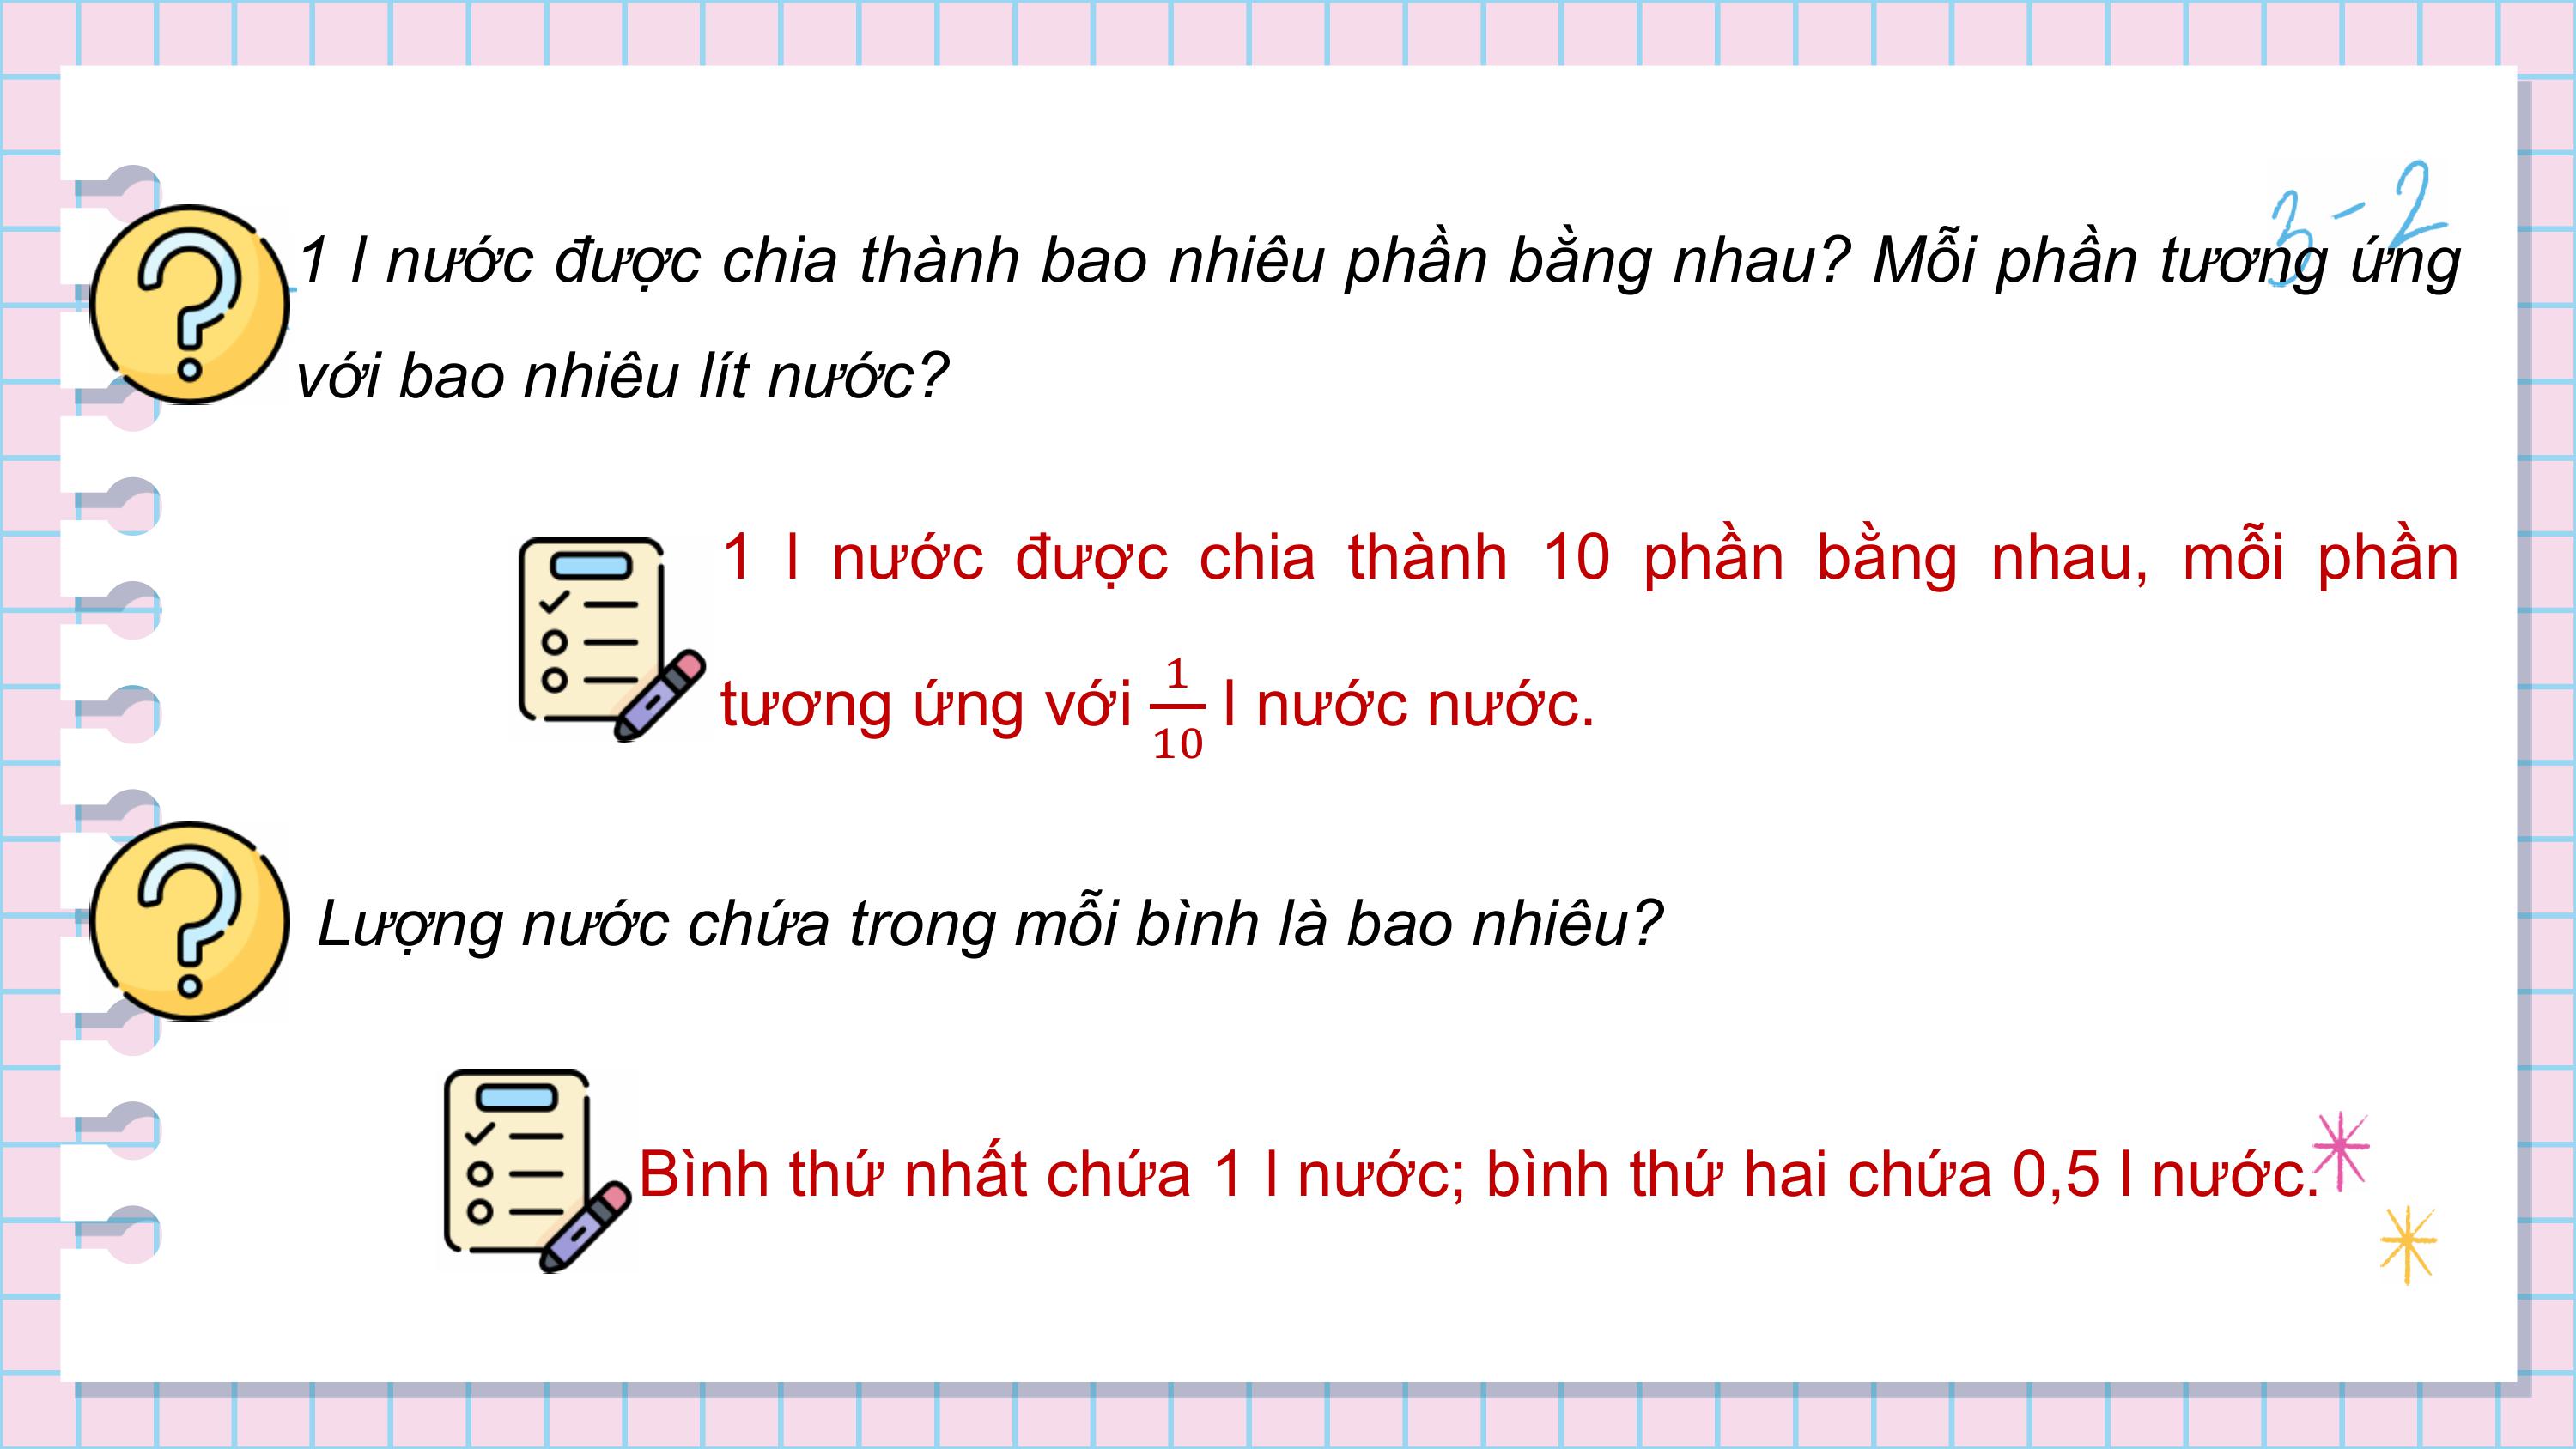 3 - 2
1 l nước được chia thành bao nhiêu phần bằng nhau? Mỗi phần tương ứng
với bao nhiêu lít nước?
1 l nước được chia thành 10 phần bằng nhau, mỗi phần
tương ứng với 1/10 l nước nước.
Lượng nước chứa trong mỗi bình là bao nhiêu?
Bình thứ nhất chứa 1 l nước; bình thứ hai chứa 0,5 l nước.